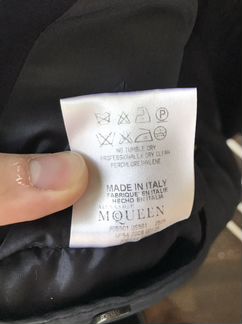 P
NO TUMBLE DRY
PROFESSIONALLY DRY CLEAN
PERCHLORETHYLENE
MADE IN ITALY
FABRIQUÉ EN ITALIE
HECHO EN ITALIA
MQUEEN